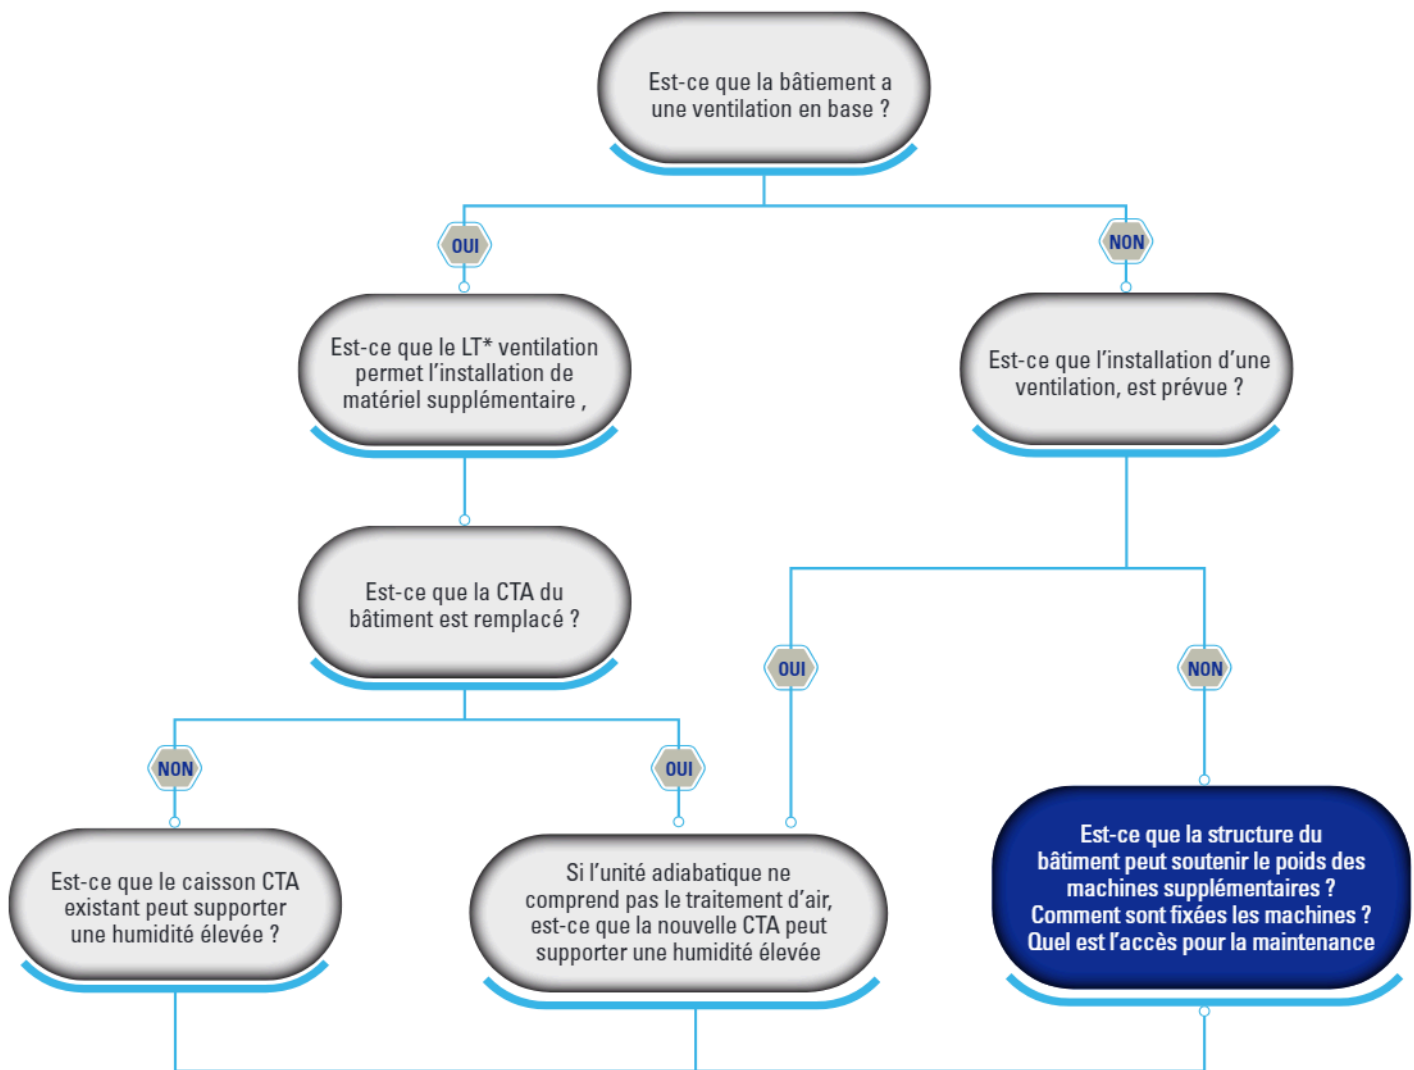 Est-ce que la bâtiement a
une ventilation en base ?
OUI
NON
Est-ce que le LT* ventilation
permet l'installation de
matériel supplémentaire ,
Est-ce que l'installation d'une
ventilation, est prévue ?
Est-ce que la CTA du
bâtiment est remplacé ?
OUI
NON
NON
OUI
Est-ce que le caisson CTA
existant peut supporter
une humidité élevée ?
Si l'unité adiabatique ne
comprend pas le traitement d'air,
est-ce que la nouvelle CTA peut
supporter une humidité élevée
Est-ce que la structure du
bâtiment peut soutenir le poids des
machines supplémentaires ?
Comment sont fixées les machines ?
Quel est l'accès pour la maintenance